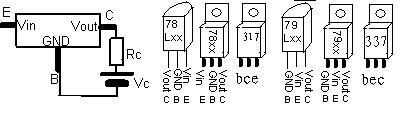 E
Vin
Vout
C
GND
B
Rc
Vc
78
Lxx
Vout C
GND B
Vin E
78xx
Vin E
GND B
Vout C
317
bce
79
Lxx
Vout C
Vin E
GND B
79xx
GND B
Vin E
Vout C
337
bec